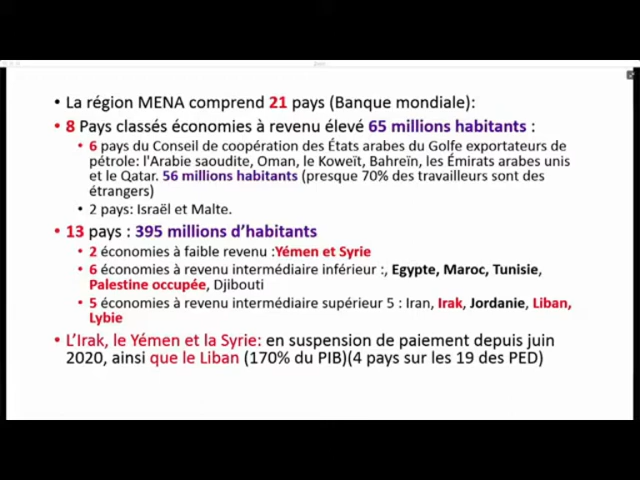 • La région MENA comprend 21 pays (Banque mondiale):
• 8 Pays classés économies à revenu élevé 65 millions habitants :
• 6 pays du Conseil de coopération des États arabes du Golfe exportateurs de
pétrole: l'Arabie saoudite, Oman, le Koweït, Bahreïn, les Émirats arabes unis
et le Qatar. 56 millions habitants (presque 70% des travailleurs sont des
étrangers)
• 2 pays: Israël et Malte.
• 13 pays : 395 millions d'habitants
• 2 économies à faible revenu :Yémen et Syrie
• 6 économies à revenu intermédiaire inférieur :, Egypte, Maroc, Tunisie,
Palestine occupée, Djibouti
• 5 économies à revenu intermédiaire supérieur 5 : Iran, Irak, Jordanie, Liban,
Lybie
• L'Irak, le Yémen et la Syrie: en suspension de paiement depuis juin
2020, ainsi que le Liban (170% du PIB)(4 pays sur les 19 des PED)